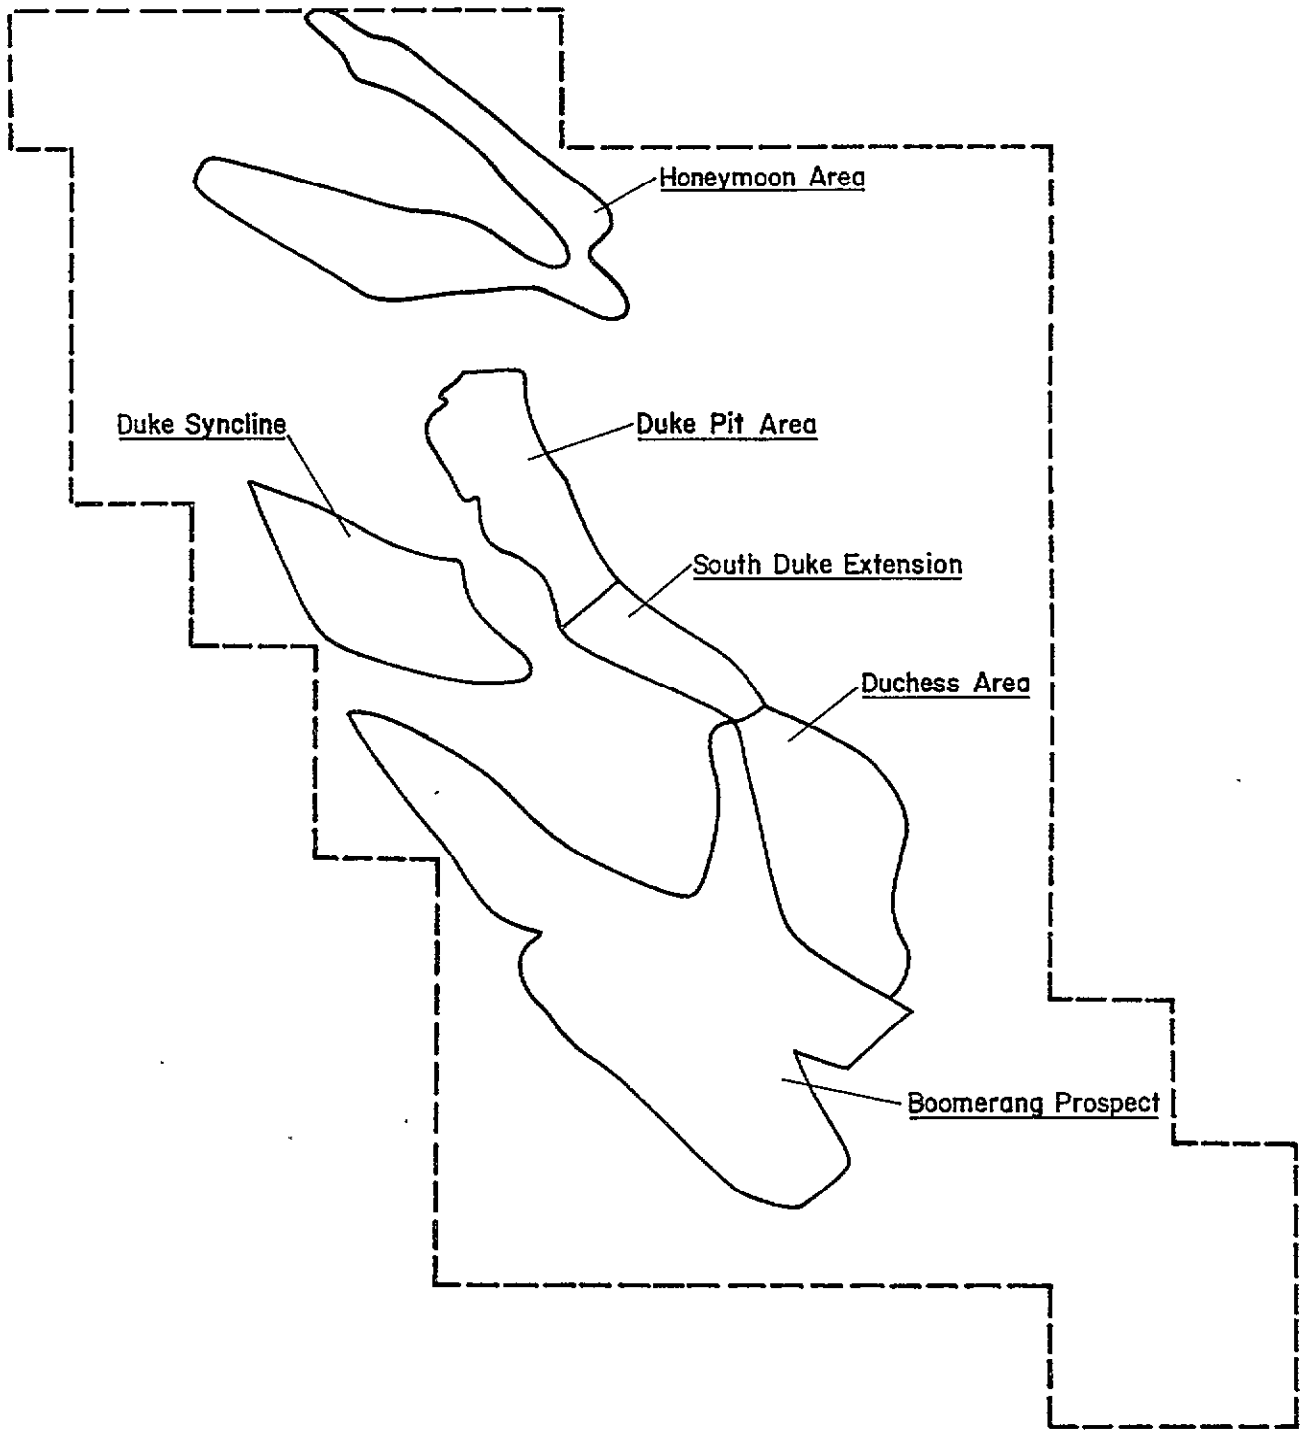 Honeymoon Area
Duke Syncline
Duke Pit Area
South Duke Extension
Duchess Area
Boomerang Prospect